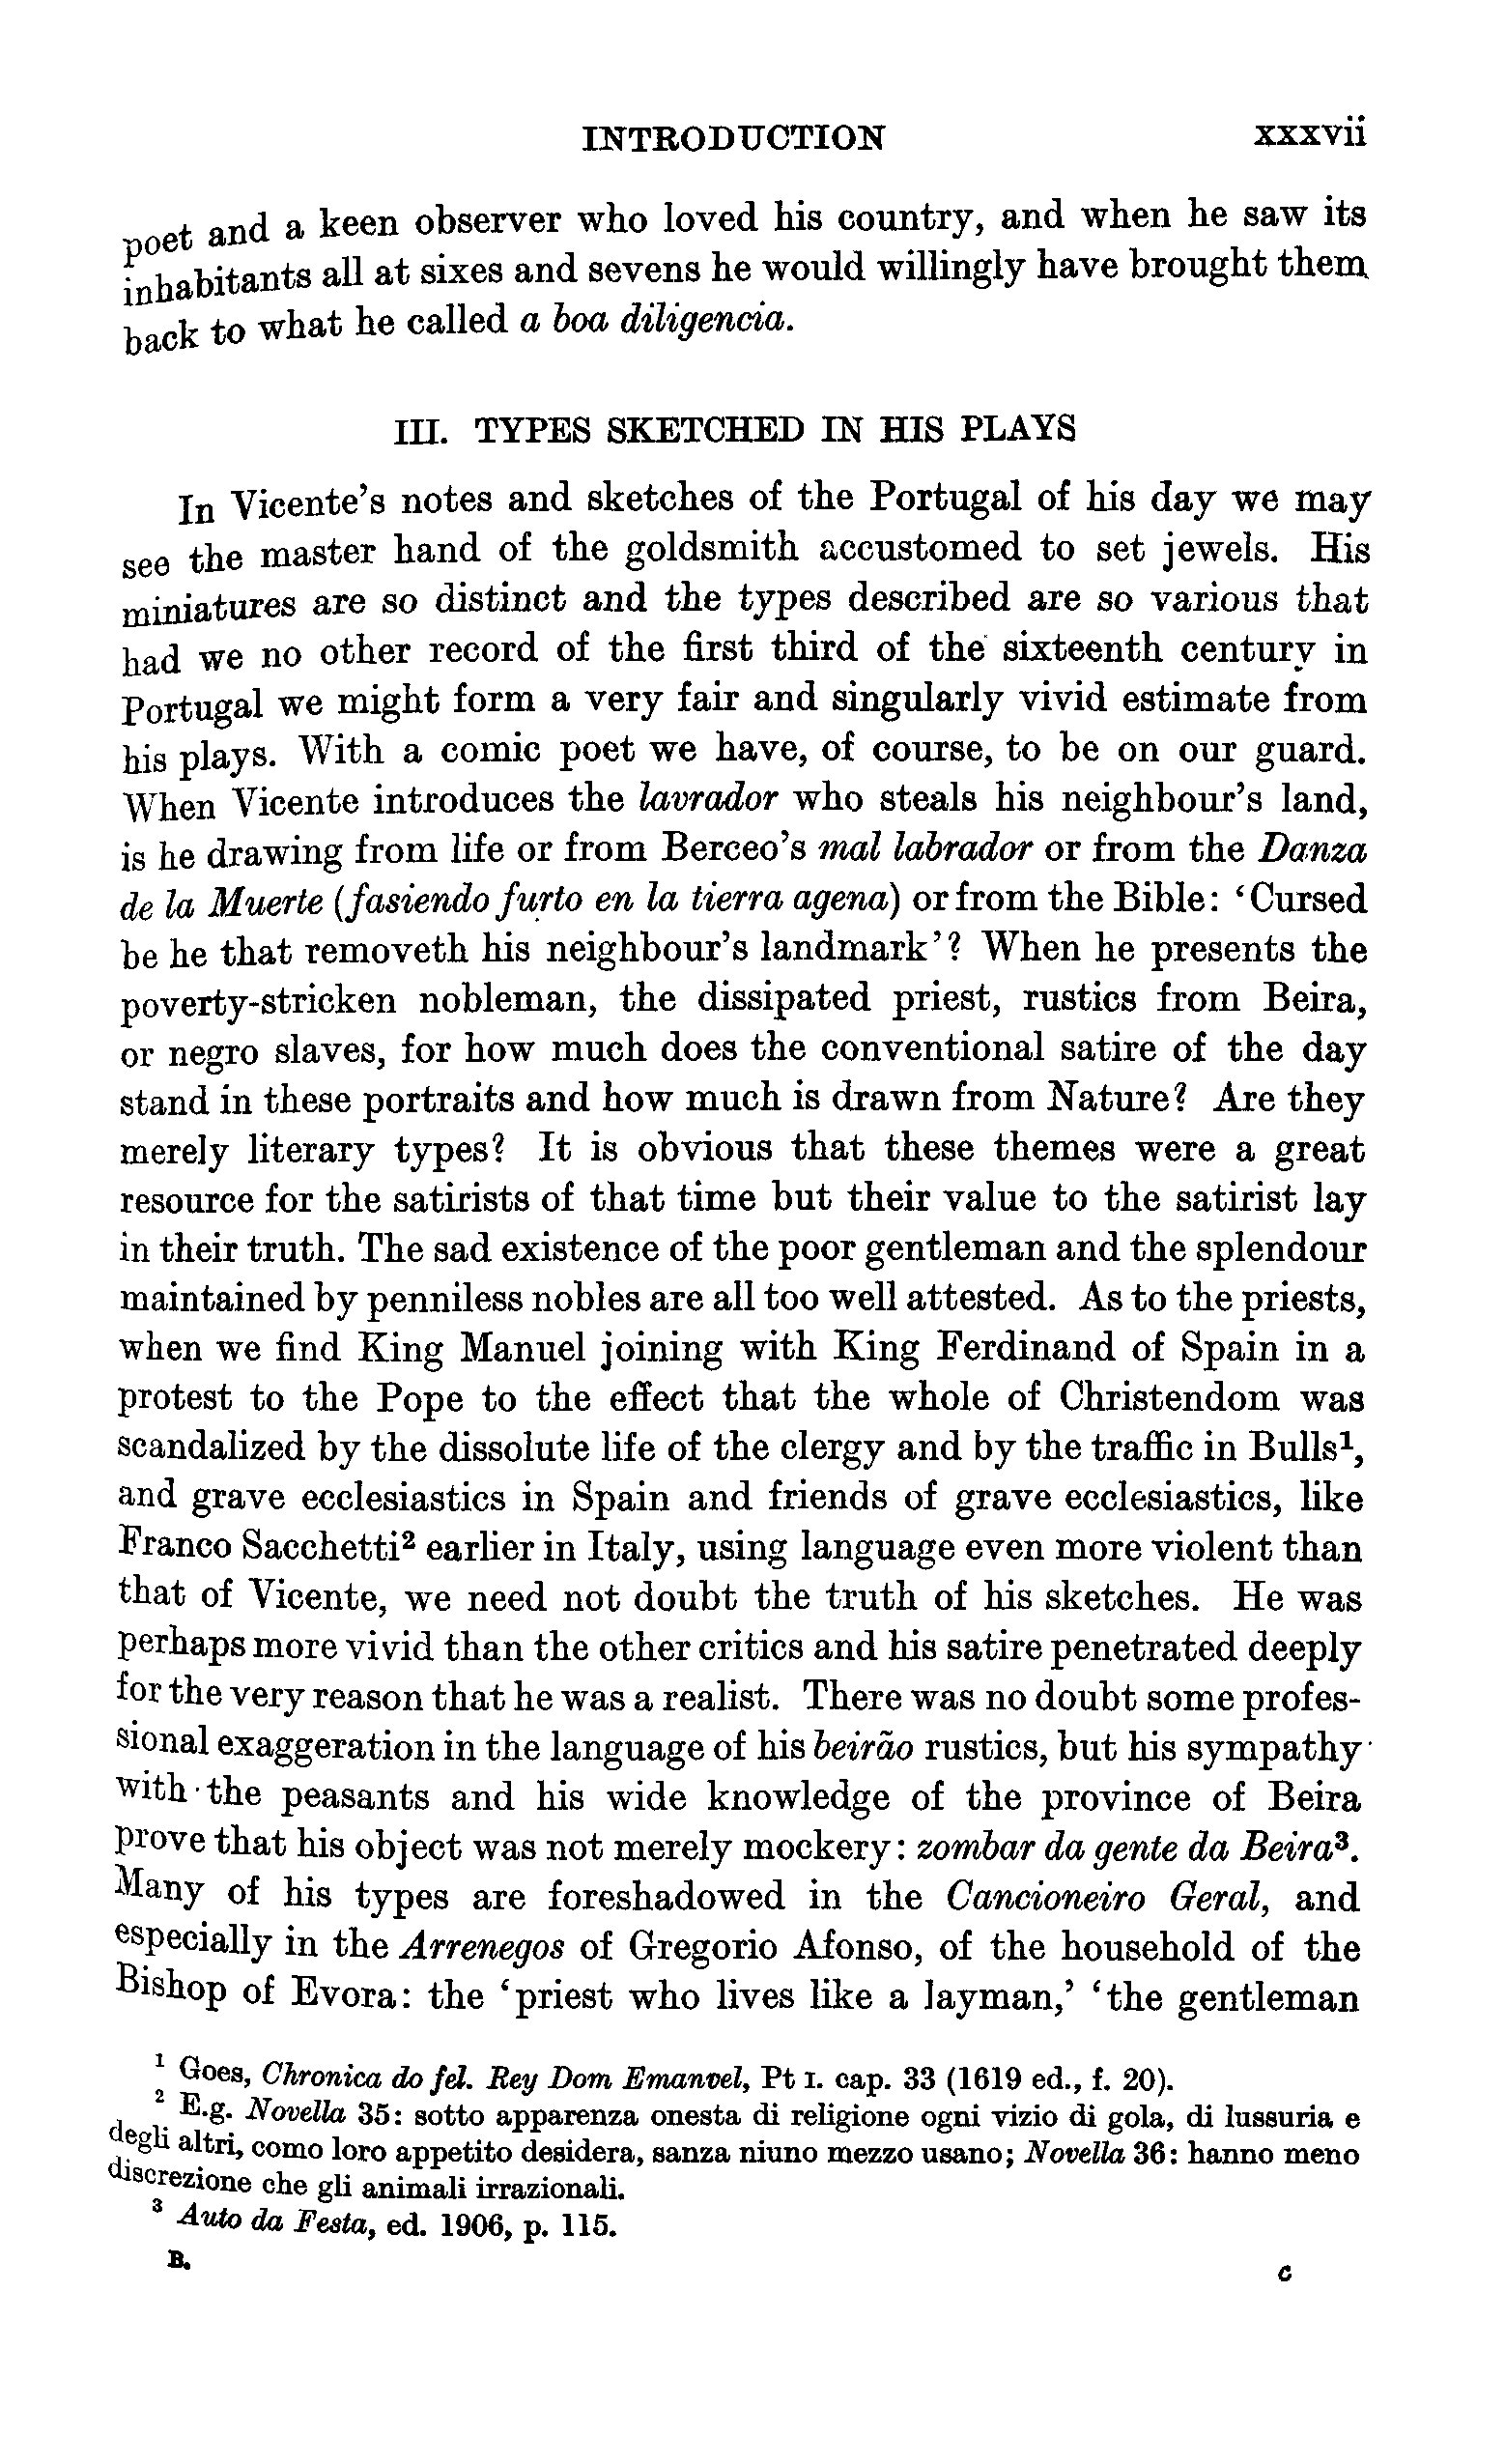 INTRODUCTION xxxvii
poet and a keen observer who loved his country, and when he saw its
inhabitants all at sixes and sevens he would willingly have brought them
back to what he called a boa diligencia.
III. TYPES SKETCHED IN HIS PLAYS
In Vicente's notes and sketches of the Portugal of his day we may
see the master hand of the goldsmith accustomed to set jewels. His
miniatures are so distinct and the types described are so various that
had we no other record of the first third of the sixteenth century in
Portugal we might form a very fair and singularly vivid estimate from
his plays. With a comic poet we have, of course, to be on our guard.
When Vicente introduces the lavrador who steals his neighbour's land,
is he drawing from life or from Berceo's mal labrador or from the Danza
de la Muerte (fasiendo furto en la tierra agena) or from the Bible: 'Cursed
be he that removeth his neighbour's landmark'? When he presents the
poverty-stricken nobleman, the dissipated priest, rustics from Beira,
or negro slaves, for how much does the conventional satire of the day
stand in these portraits and how much is drawn from Nature? Are they
merely literary types? It is obvious that these themes were a great
resource for the satirists of that time but their value to the satirist lay
in their truth. The sad existence of the poor gentleman and the splendour
maintained by penniless nobles are all too well attested. As to the priests,
when we find King Manuel joining with King Ferdinand of Spain in a
protest to the Pope to the effect that the whole of Christendom was
scandalized by the dissolute life of the clergy and by the traffic in Bulls¹,
and grave ecclesiastics in Spain and friends of grave ecclesiastics, like
Franco Sacchetti² earlier in Italy, using language even more violent than
that of Vicente, we need not doubt the truth of his sketches. He was
perhaps more vivid than the other critics and his satire penetrated deeply
for the very reason that he was a realist. There was no doubt some profes-
sional exaggeration in the language of his beirão rustics, but his sympathy
with the peasants and his wide knowledge of the province of Beira
prove that his object was not merely mockery: zombar da gente da Beira³.
Many of his types are foreshadowed in the Cancioneiro Geral, and
especially in the Arrenegos of Gregorio Afonso, of the household of the
Bishop of Evora: the 'priest who lives like a layman,' 'the gentleman
¹ Goes, Chronica do fel. Rey Dom Emanvel, Pt I. cap. 33 (1619 ed., f. 20).
² E.g. Novella 35: sotto apparenza onesta di religione ogni vizio di gola, di lussuria e
degli altri, como loro appetito desidera, sanza niuno mezzo usano; Novella 36: hanno meno
discrezione che gli animali irrazionali.
³ Auto da Festa, ed. 1906, p. 115.
B. c